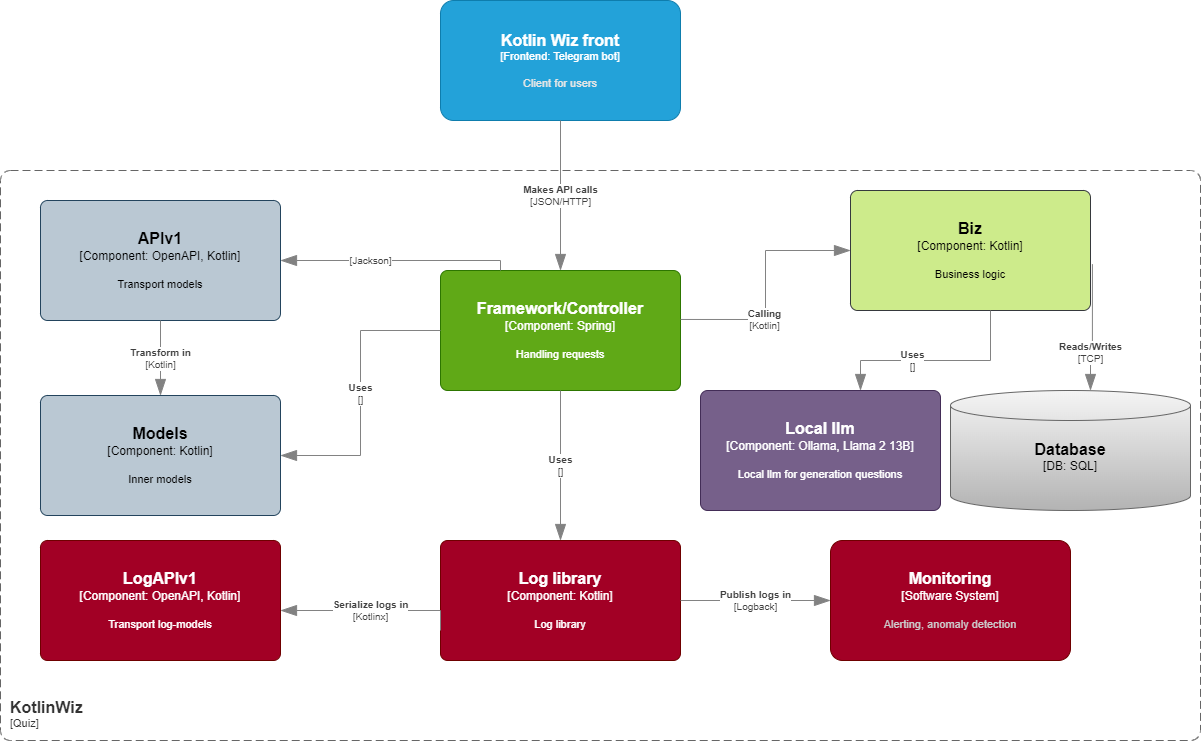 Kotlin Wiz front
[Frontend: Telegram bot]
Client for users
Makes API calls
[JSON/HTTP]
APIv1
[Component: OpenAPI, Kotlin]
Transport models
[Jackson]
Biz
[Component: Kotlin]
Business logic
Framework/Controller
[Component: Spring]
Handling requests
Calling
[Kotlin]
Transform in
[Kotlin]
Uses
[]
Uses
[]
Reads/Writes
[TCP]
Models
[Component: Kotlin]
Inner models
Uses
[]
Local llm
[Component: Ollama, Llama 2 13B]
Local llm for generation questions
Database
[DB: SQL]
LogAPIv1
[Component: OpenAPI, Kotlin]
Transport log-models
Serialize logs in
[Kotlinx]
Log library
[Component: Kotlin]
Log library
Publish logs in
[Logback]
Monitoring
[Software System]
Alerting, anomaly detection
KotlinWiz
[Quiz]